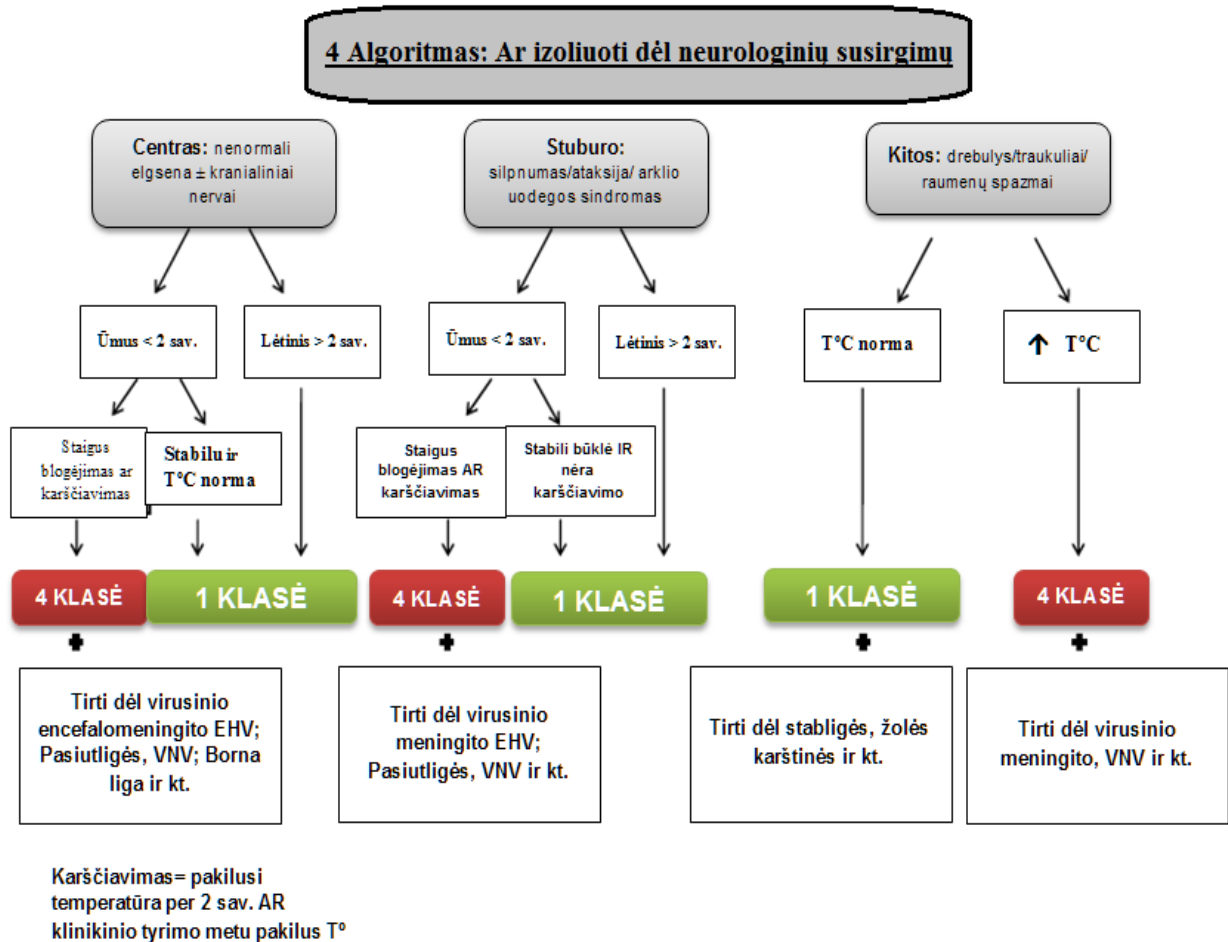 4 Algoritmas: Ar izoliuoti dėl neurologinių susirgimų
Centras: nenormali
elgsena ± kranialiniai
nervai
Stuburo:
silpnumas/ataksija/ arklio
uodegos sindromas
Kitos: drebulys/traukuliai/
raumenų spazmai
Ūmus < 2 sav.
Lėtinis > 2 sav.
Ūmus < 2 sav.
Lėtinis > 2 sav.
T°C norma
↑ T°C
Staigus
blogėjimas ar
karščiavimas
Stabilu ir
T°C norma
Staigus
blogėjimas AR
karščiavimas
Stabili būklė IR
nėra
karščiavimo
4 KLASĖ
1 KLASĖ
4 KLASĖ
1 KLASĖ
1 KLASĖ
4 KLASĖ
Tirti dėl virusinio
encefalomeningito EHV;
Pasiutligės, VNV; Borna
liga ir kt.
Tirti dėl virusinio
meningito EHV;
Pasiutligės, VNV ir kt.
Tirti dėl stabligės, žolės
karštinės ir kt.
Tirti dėl virusinio
meningito, VNV ir kt.
Karščiavimas= pakilusi
temperatūra per 2 sav. AR
klinikinio tyrimo metu pakilus Tº